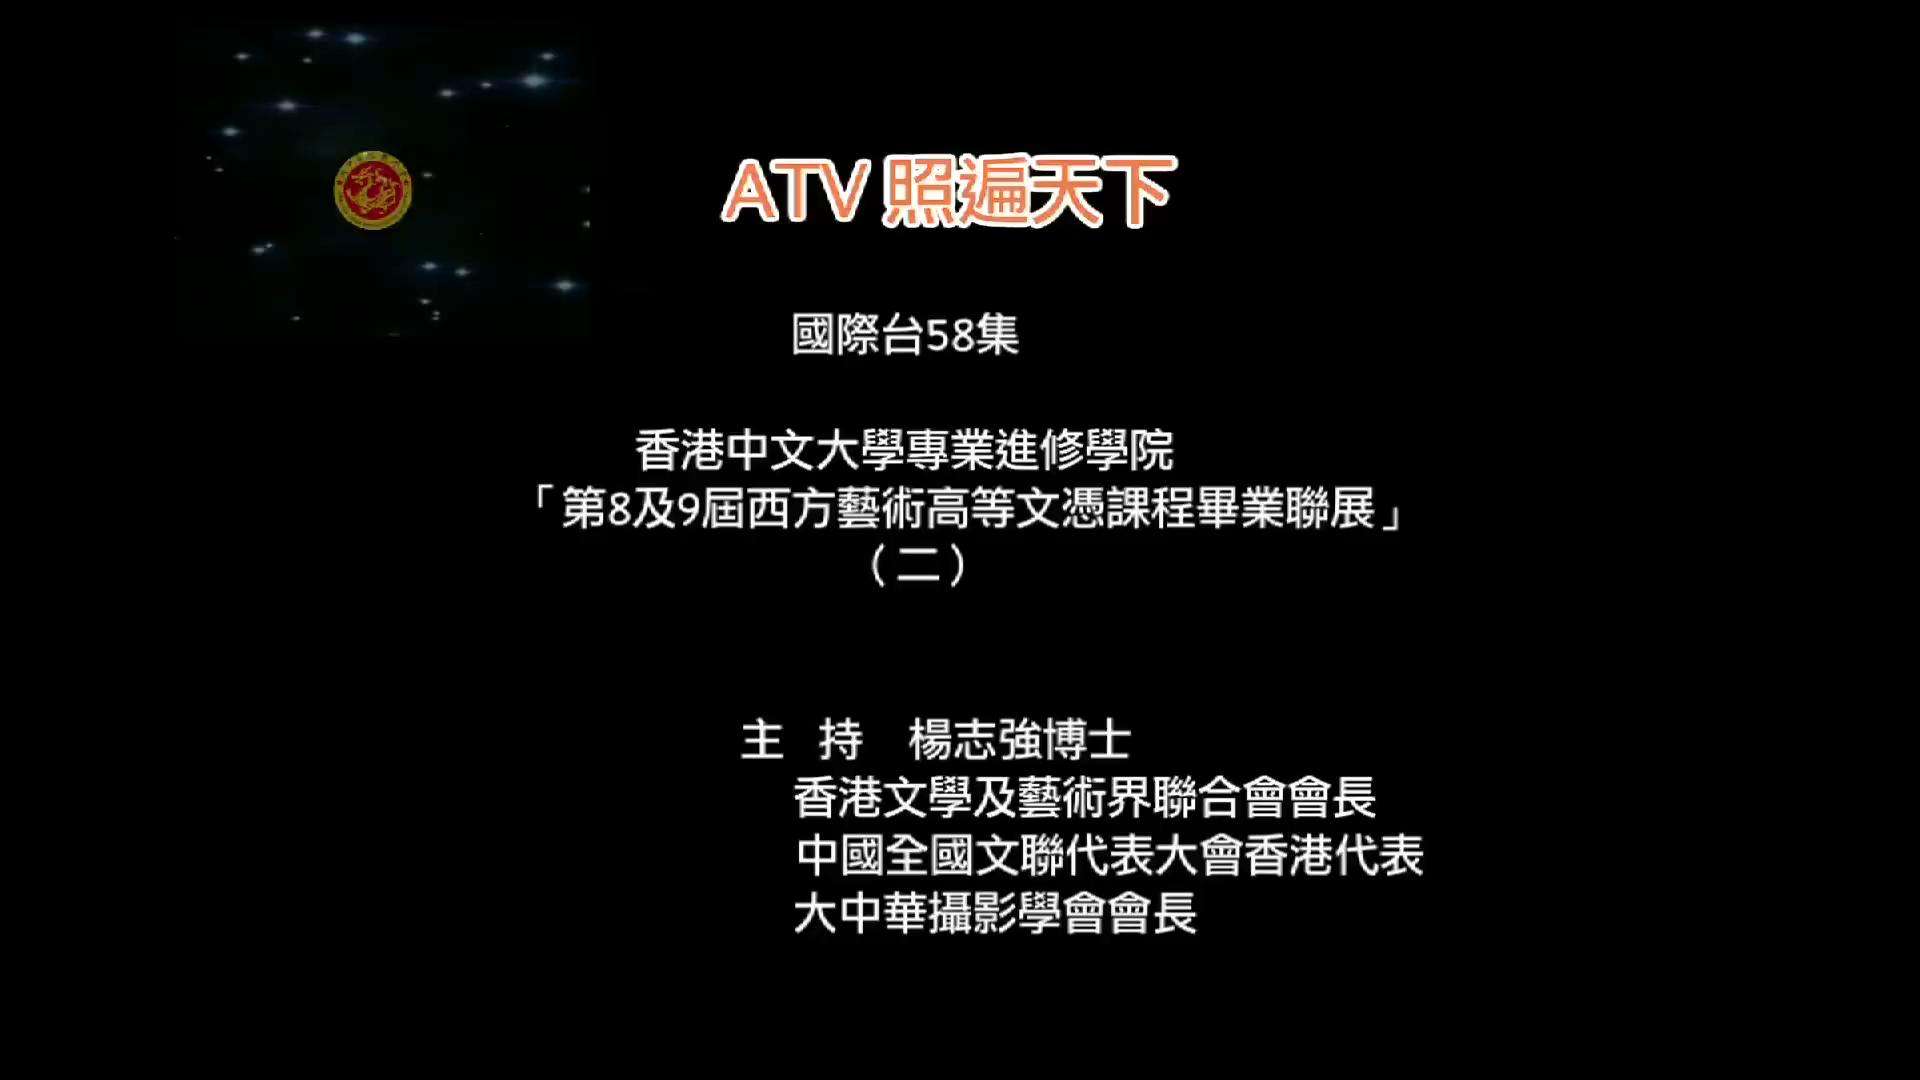 ATV 照遍天下
國際台58集
香港中文大學專業進修學院
「第8及9屆西方藝術高等文憑課程畢業聯展」
（二）
主 持 楊志強博士
香港文學及藝術界聯合會會長
中國全國文聯代表大會香港代表
大中華攝影學會會長